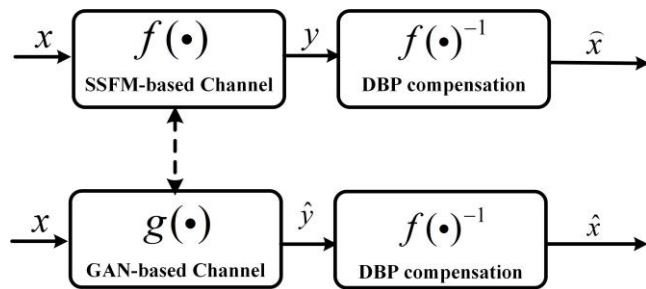 x f(•) y f(•)⁻¹ x̂
SSFM-based Channel DBP compensation
x g(•) ŷ f(•)⁻¹ x̂
GAN-based Channel DBP compensation